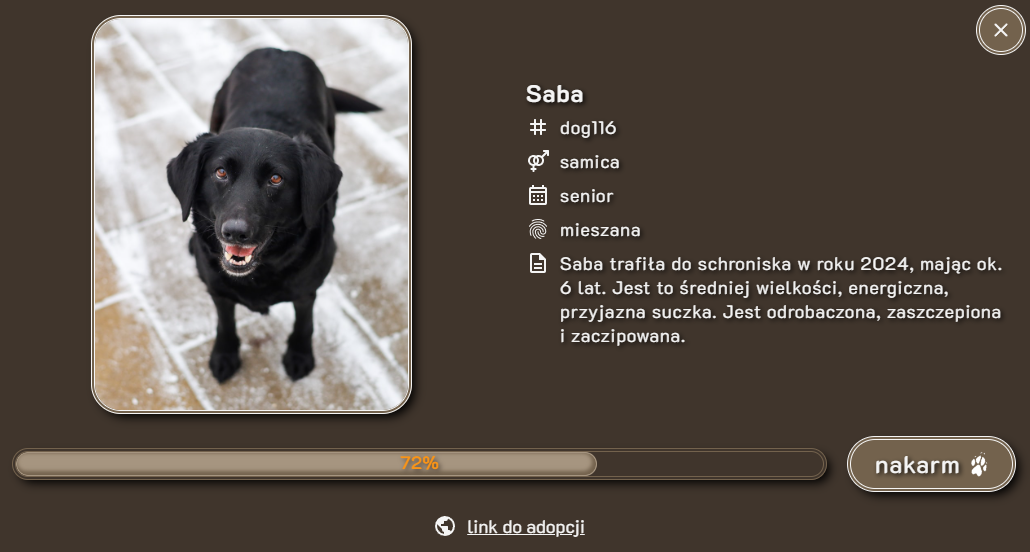 Saba
dog116
samica
senior
mieszana
Saba trafiła do schroniska w roku 2024, mając ok.
6 lat. Jest to średniej wielkości, energiczna,
przyjazna suczka. Jest odrobaczona, zaszczepiona
i zaczipowana.
72%
nakarm
link do adopcji